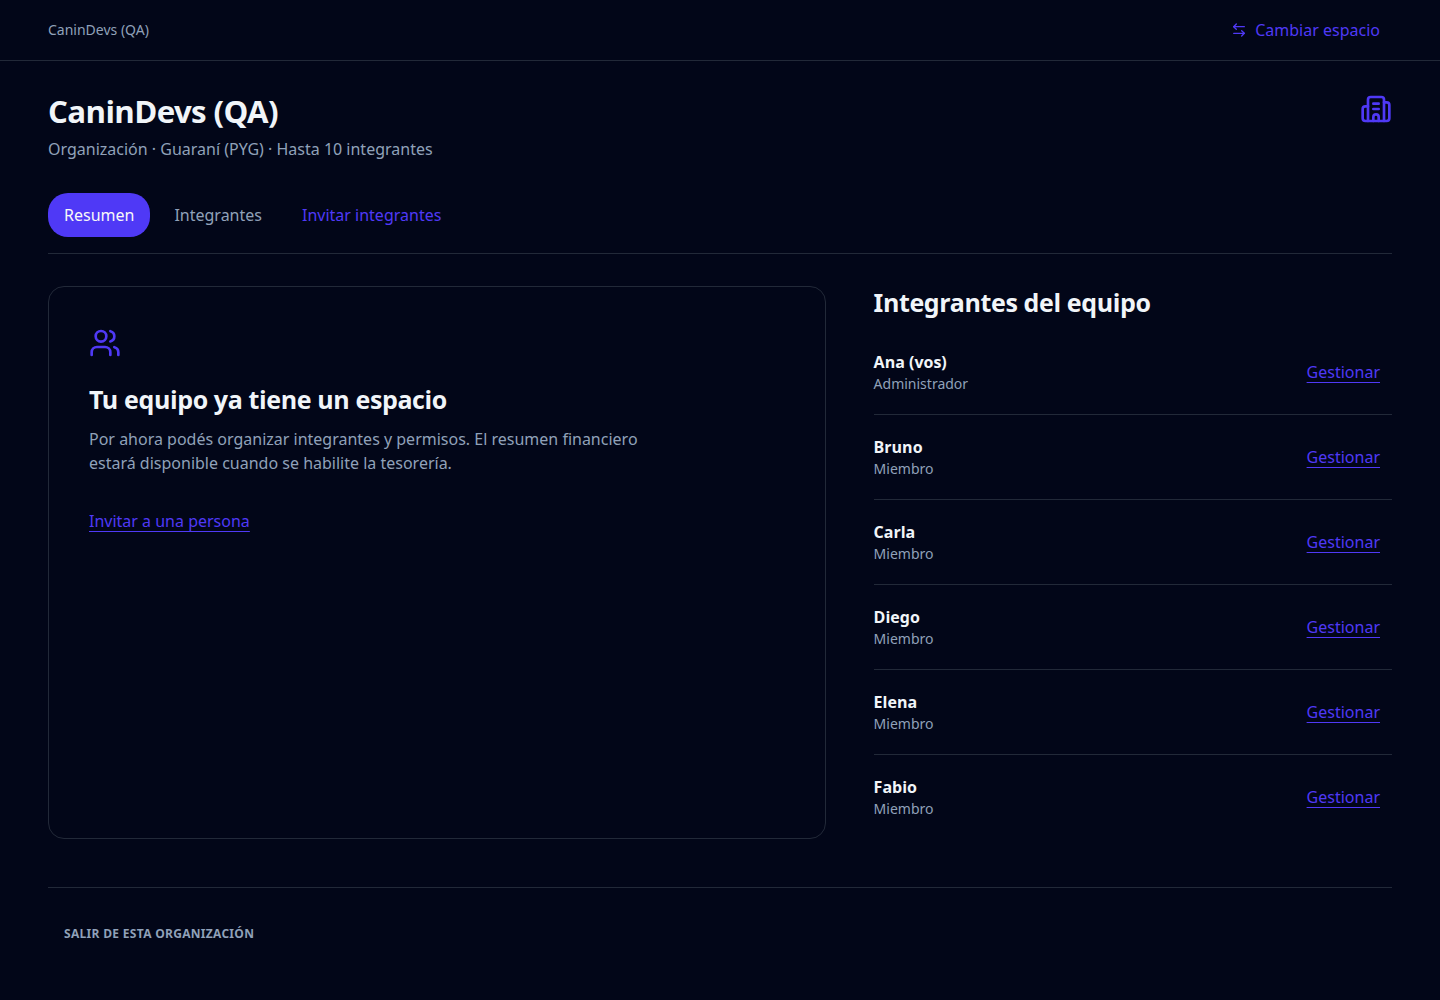 CaninDevs (QA)
Cambiar espacio
CaninDevs (QA)
Organización · Guaraní (PYG) · Hasta 10 integrantes
Resumen
Integrantes
Invitar integrantes
Tu equipo ya tiene un espacio
Por ahora podés organizar integrantes y permisos. El resumen financiero
estará disponible cuando se habilite la tesorería.
Invitar a una persona
Integrantes del equipo
Ana (vos)
Administrador
Gestionar
Bruno
Miembro
Gestionar
Carla
Miembro
Gestionar
Diego
Miembro
Gestionar
Elena
Miembro
Gestionar
Fabio
Miembro
Gestionar
SALIR DE ESTA ORGANIZACIÓN